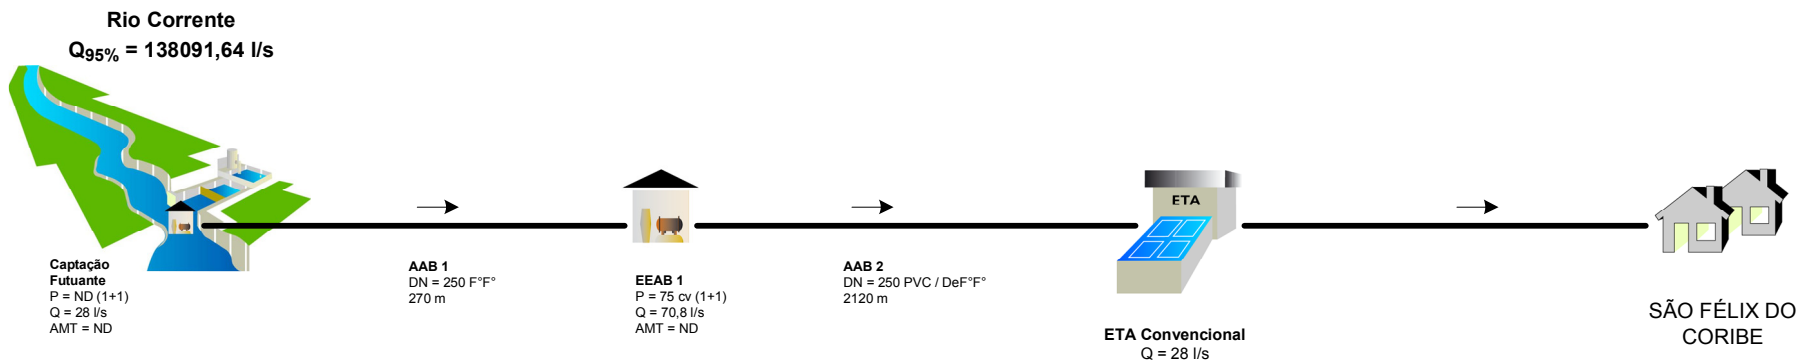 Rio Corrente
Q95% = 138091,64 l/s
Captação
Futuante
P = ND (1+1)
Q = 28 l/s
AMT = ND
AAB 1
DN = 250 F°F°
270 m
EEAB 1
P = 75 cv (1+1)
Q = 70,8 l/s
AMT = ND
AAB 2
DN = 250 PVC / DeF°F°
2120 m
ETA
ETA Convencional
Q = 28 l/s
SÃO FÉLIX DO
CORIBE